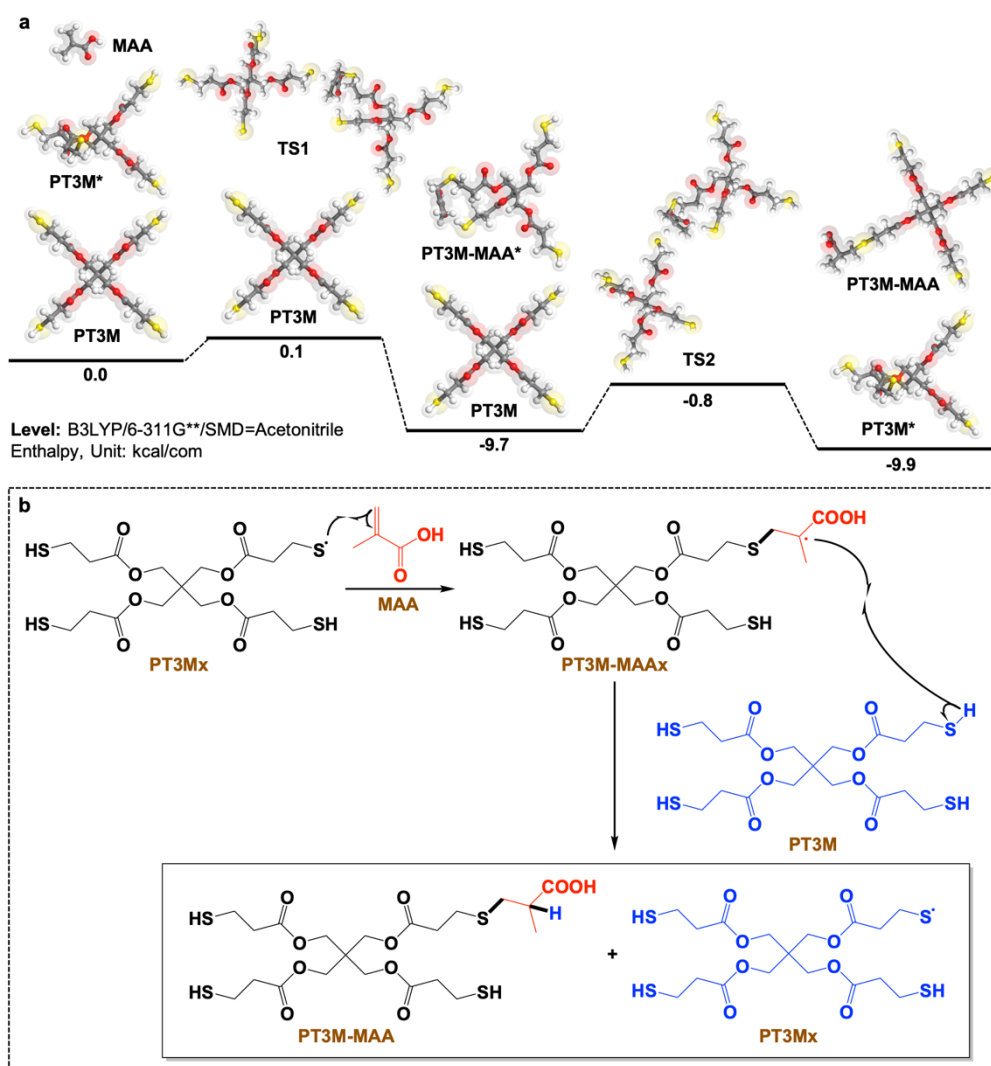 a
MAA
PT3M*
TS1
PT3M-MAA*
TS2
PT3M-MAA
PT3M
PT3M
PT3M
PT3M*
0.0
0.1
-9.7
-0.8
-9.9
Level: B3LYP/6-311G**/SMD=Acetonitrile
Enthalpy, Unit: kcal/com
b
O
O
HS
S•
O
O
O
O
HS
SH
O
O
PT3Mx
OH
O
MAA
COOH
O
O
HS
S
•
O
O
O
O
HS
SH
O
O
PT3M-MAAx
H
O
O
HS
S
O
O
O
O
HS
SH
O
O
PT3M
COOH
O
O
HS
S
H
O
O
O
O
HS
SH
O
O
PT3M-MAA
+
O
O
HS
S•
O
O
O
O
HS
SH
O
O
PT3Mx